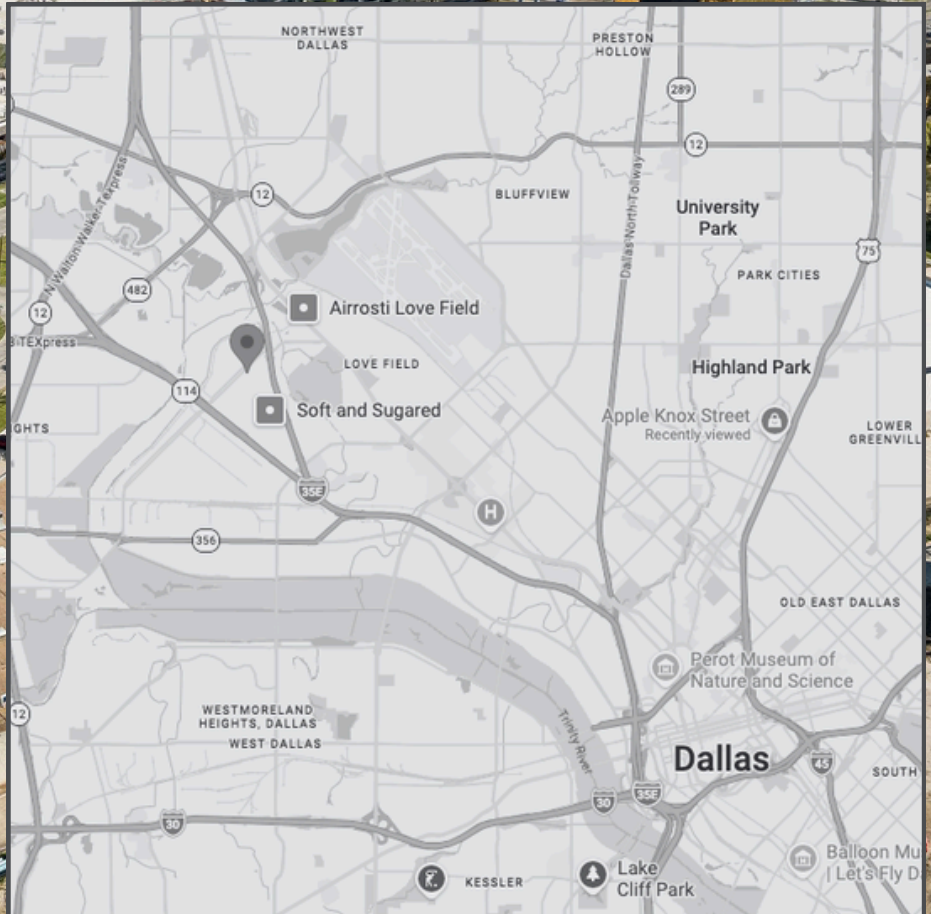 NORTHWEST
DALLAS
PRESTON
HOLLOW
289
12
12
BLUFFVIEW
N Walton Walker Texpress
Dallas North Tollway
University
Park
75
PARK CITIES
482
12
Airrosti Love Field
TEXpress
LOVE FIELD
Highland Park
114
Soft and Sugared
Apple Knox Street
Recently viewed
GHTS
LOWER
GREENVILL
35E
H
356
OLD EAST DALLAS
Perot Museum of
Nature and Science
12
WESTMORELAND
HEIGHTS, DALLAS
WEST DALLAS
Trinity River
Dallas
45
SOUTH
30
35E
30
Balloon Mu
| Let's Fly D
KESSLER
Lake
Cliff Park